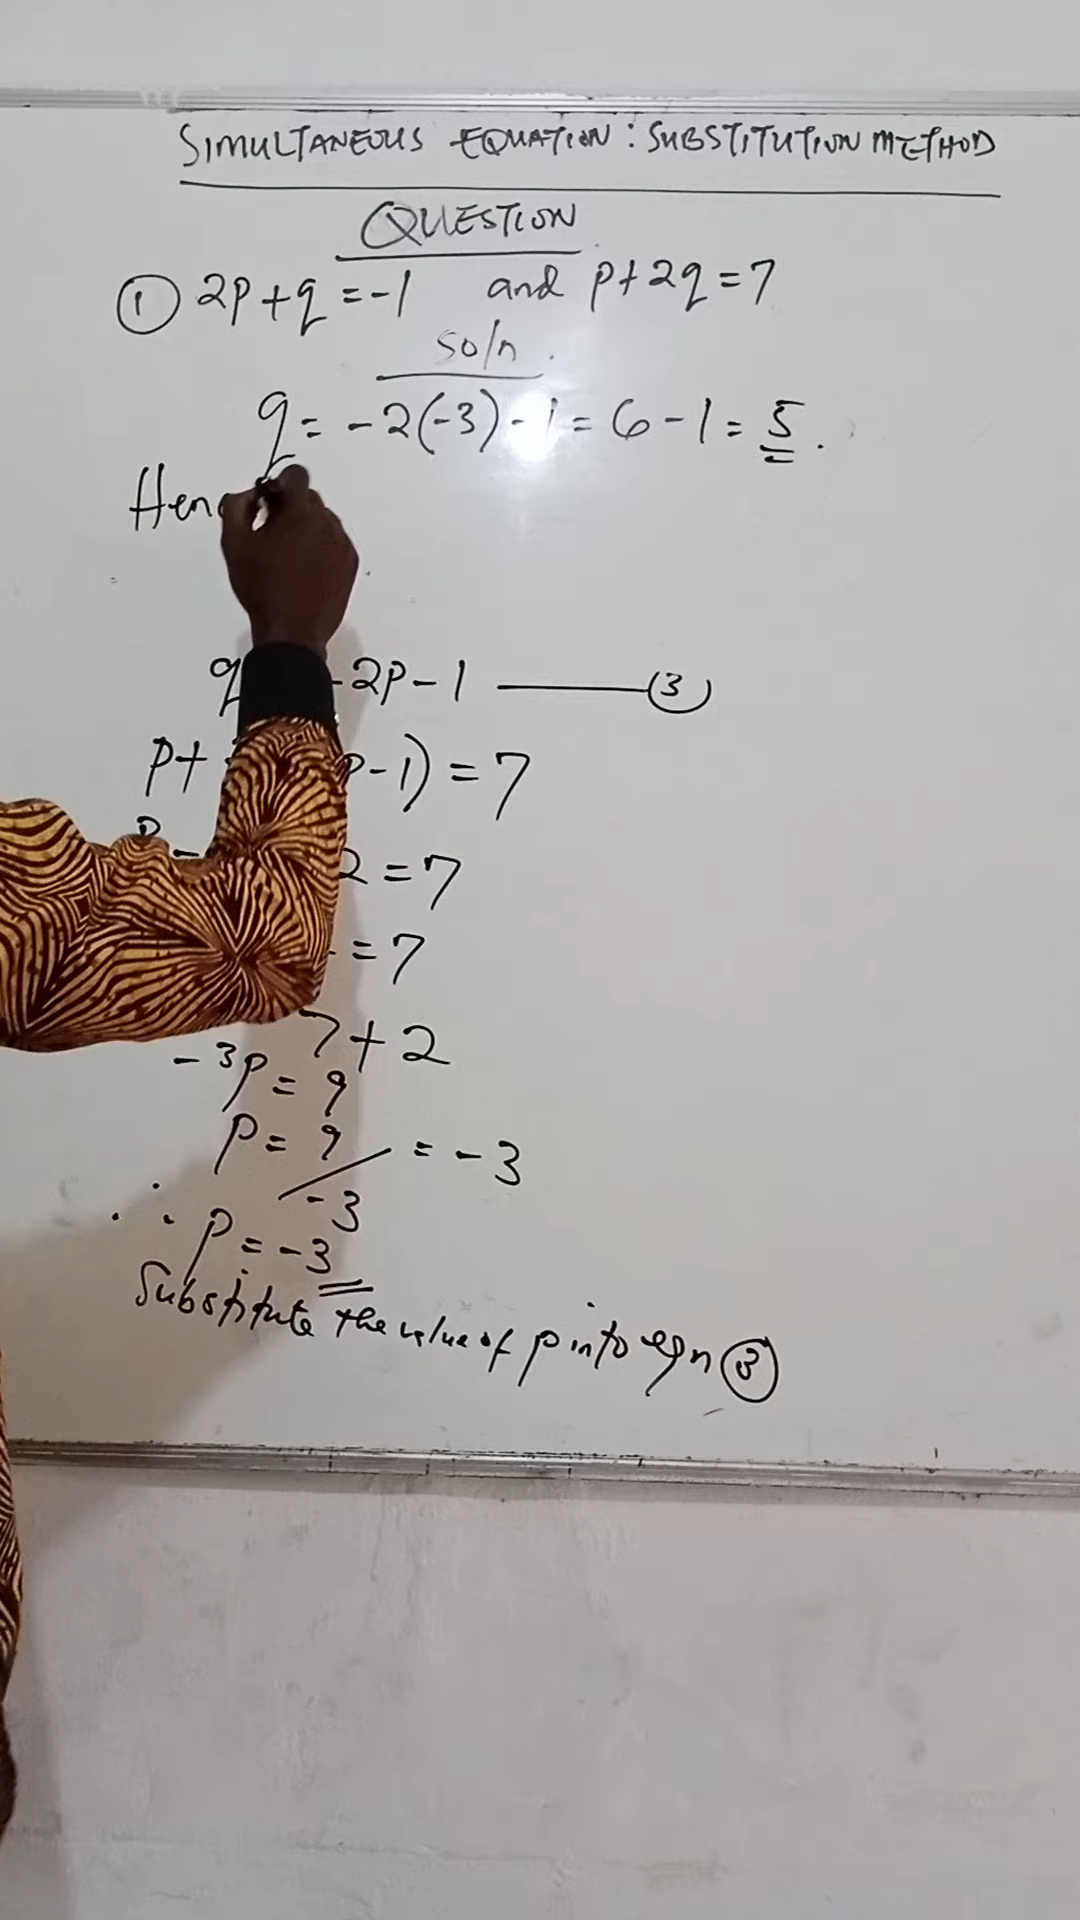 SIMULTANEOUS EQUATION: SUBSTITUTION METHOD
QUESTION
① 2p+q=-1 and p+2q=7
soln.
q= -2(-3)-1= 6-1= 5.
q -2p-1 ——— (3)
p+ p-1)=7
p - 2=7
=7
7+2
-3p= 9
p= 9/-3 = -3
∴ p=-3
Substitute the value of p into eqn ③